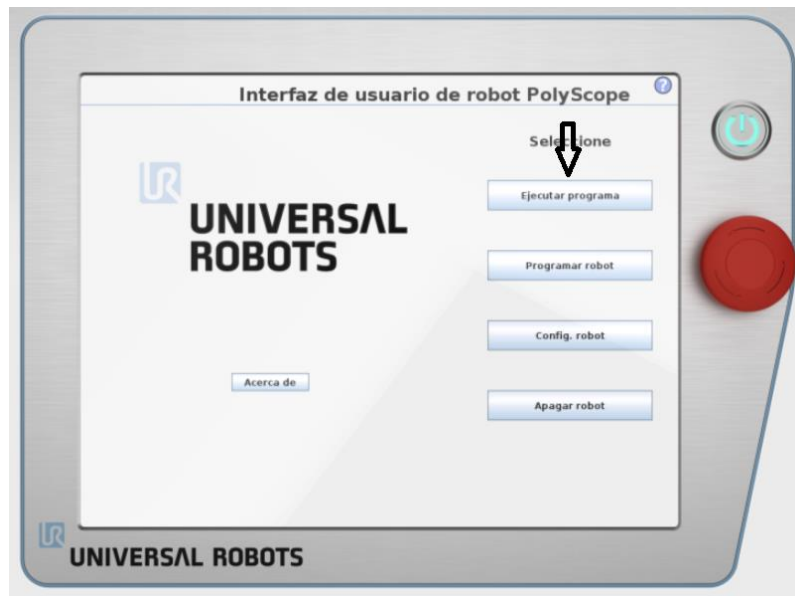 Interfaz de usuario de robot PolyScope
Seleccione
Ejecutar programa
UNIVERSAL
ROBOTS
Programar robot
Config. robot
Acerca de
Apagar robot
UNIVERSAL ROBOTS